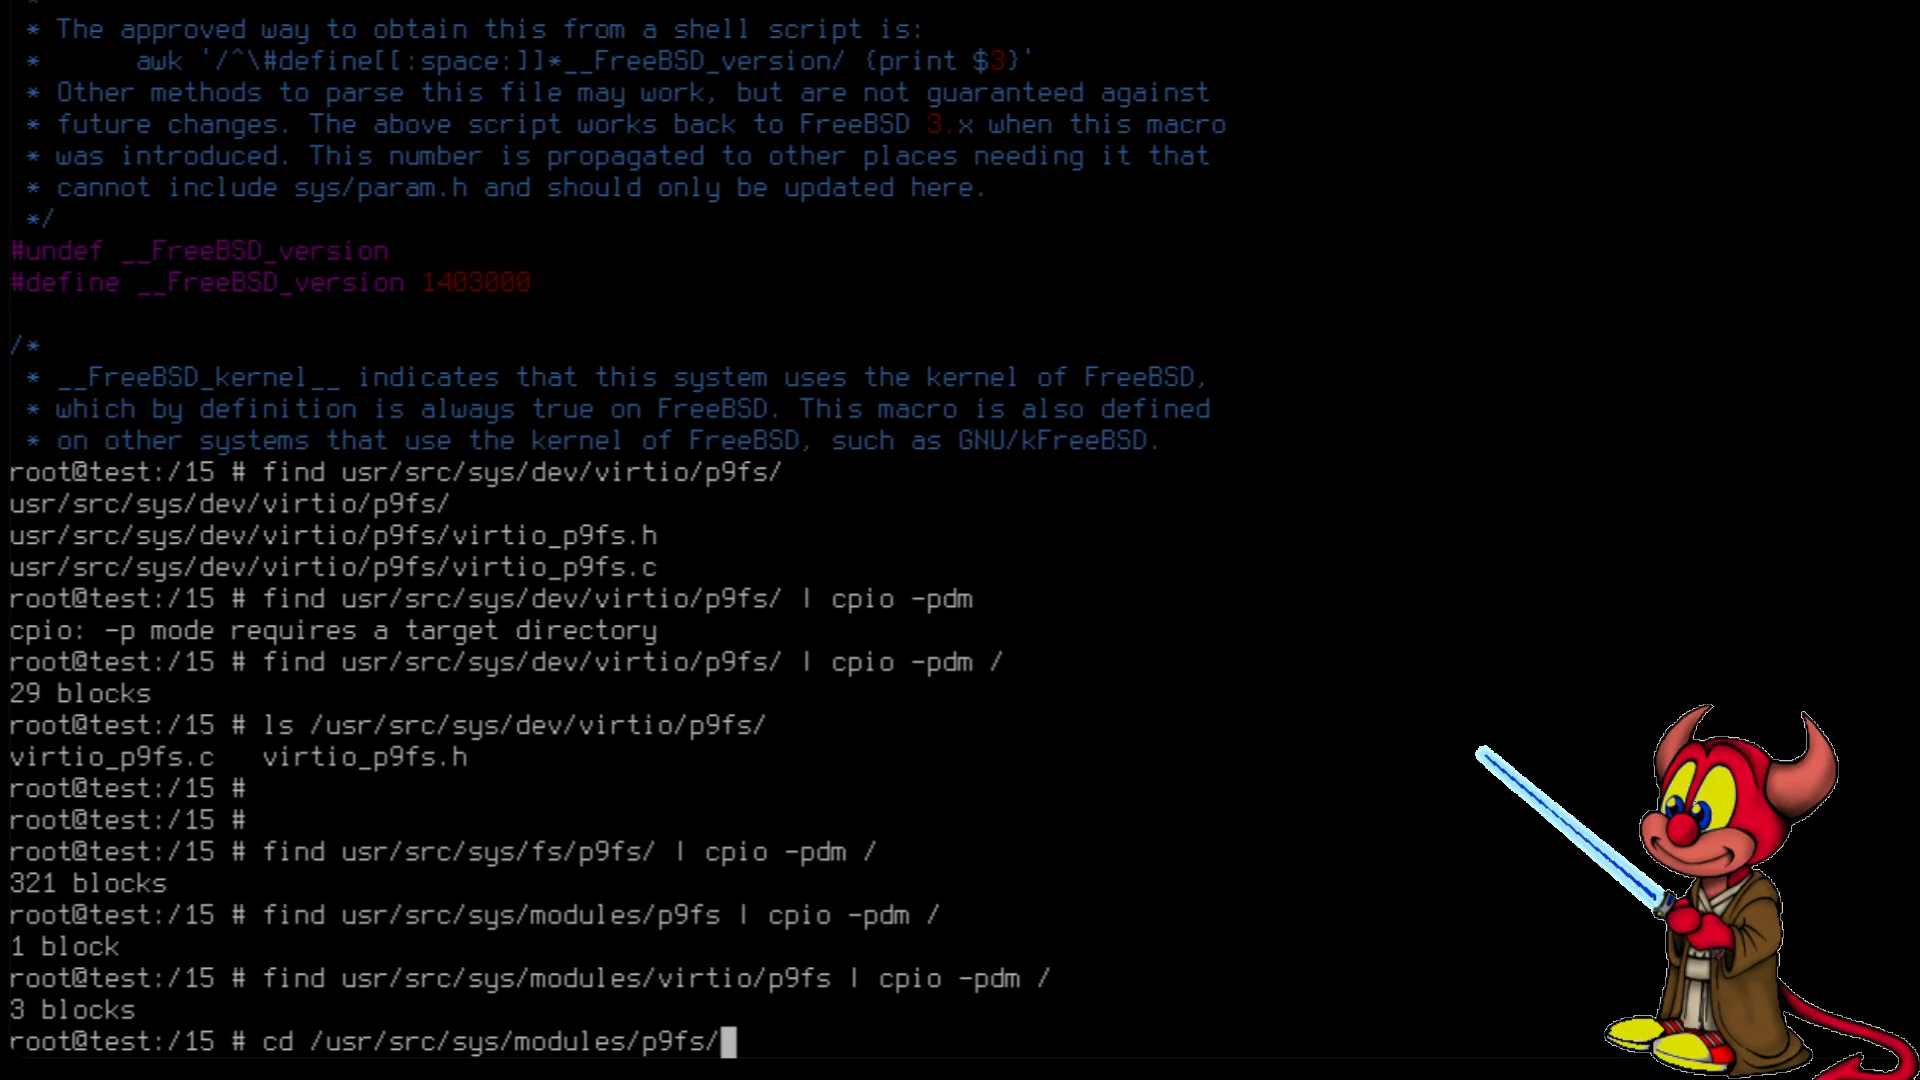 *
* The approved way to obtain this from a shell script is:
*      awk '/^\#define[[:space:]]*__FreeBSD_version/ {print $3}'
* Other methods to parse this file may work, but are not guaranteed against
* future changes. The above script works back to FreeBSD 3.x when this macro
* was introduced. This number is propagated to other places needing it that
* cannot include sys/param.h and should only be updated here.
*/
#undef __FreeBSD_version
#define __FreeBSD_version 1403000
/*
* __FreeBSD_kernel__ indicates that this system uses the kernel of FreeBSD,
* which by definition is always true on FreeBSD. This macro is also defined
* on other systems that use the kernel of FreeBSD, such as GNU/kFreeBSD.
root@test:/15 # find usr/src/sys/dev/virtio/p9fs/
usr/src/sys/dev/virtio/p9fs/
usr/src/sys/dev/virtio/p9fs/virtio_p9fs.h
usr/src/sys/dev/virtio/p9fs/virtio_p9fs.c
root@test:/15 # find usr/src/sys/dev/virtio/p9fs/ | cpio -pdm
cpio: -p mode requires a target directory
root@test:/15 # find usr/src/sys/dev/virtio/p9fs/ | cpio -pdm /
29 blocks
root@test:/15 # ls /usr/src/sys/dev/virtio/p9fs/
virtio_p9fs.c   virtio_p9fs.h
root@test:/15 #
root@test:/15 #
root@test:/15 # find usr/src/sys/fs/p9fs/ | cpio -pdm /
321 blocks
root@test:/15 # find usr/src/sys/modules/p9fs | cpio -pdm /
1 block
root@test:/15 # find usr/src/sys/modules/virtio/p9fs | cpio -pdm /
3 blocks
root@test:/15 # cd /usr/src/sys/modules/p9fs/